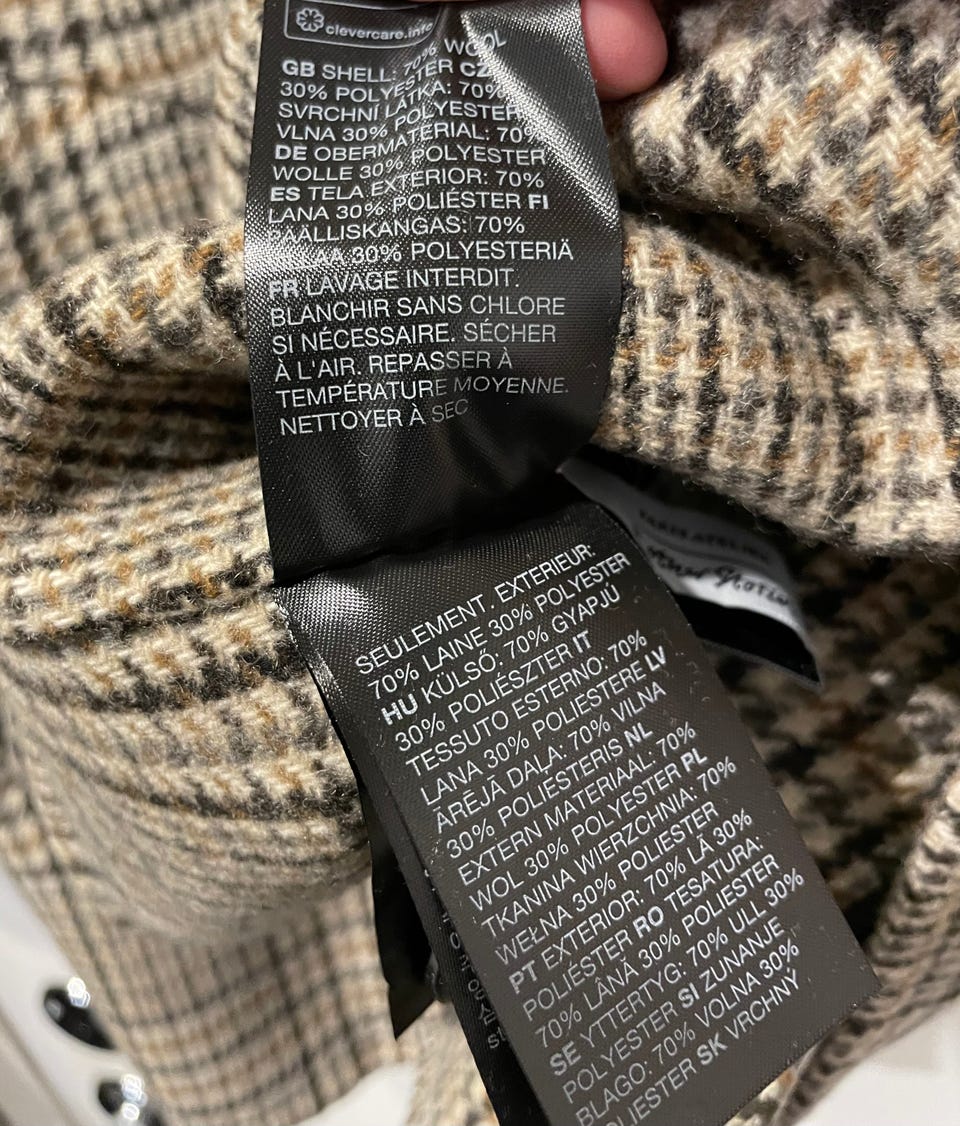 clevercare.info
GB SHELL: 70% WOOL
30% POLYESTER CZ
SVRCHNÍ LÁTKA: 70%
VLNA 30% POLYESTER
DE OBERMATERIAL: 70%
WOLLE 30% POLYESTER
ES TELA EXTERIOR: 70%
LANA 30% POLIÉSTER FI
PÄÄLLISKANGAS: 70%
VILLAA 30% POLYESTERIÄ
FR LAVAGE INTERDIT.
BLANCHIR SANS CHLORE
SI NÉCESSAIRE. SÉCHER
À L'AIR. REPASSER À
TEMPÉRATURE MOYENNE.
NETTOYER À SEC
SEULEMENT. EXTERIEUR:
70% LAINE 30% POLYESTER
HU KÜLSŐ: 70% GYAPJÚ
30% POLIÉSZTER IT
TESSUTO ESTERNO: 70%
LANA 30% POLIESTERE LV
ĀRĒJĀ DAĻA: 70% VILNA
30% POLIESTERIS NL
EXTERN MATERIAAL: 70%
WOL 30% POLYESTER PL
TKANINA WIERZCHNIA: 70%
WEŁNA 30% POLIESTER
PT EXTERIOR: 70% LÃ 30%
POLIÉSTER RO TESATURA:
70% LÂNĂ 30% POLIESTER
SE YTTERTYG: 70% ULL 30%
POLYESTER SI ZUNANJE
BLAGO: 70% VOLNA 30%
POLIESTER SK VRCHNÝ